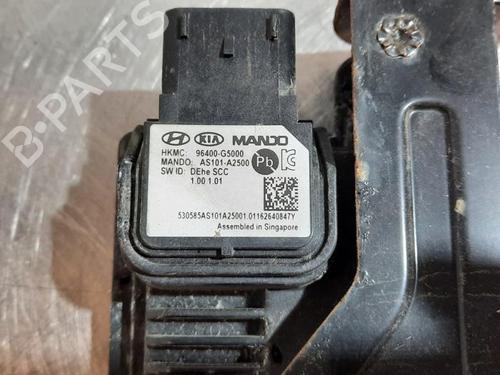 B-PARTS
HYUNDAI KIA MANDO
HKMC: 96400-G5000
MANDO: AS101-A2500
Pb
SW ID: DEhe SCC
1.00 1.01
530585AS101A25001.01162640847Y
Assembled in Singapore